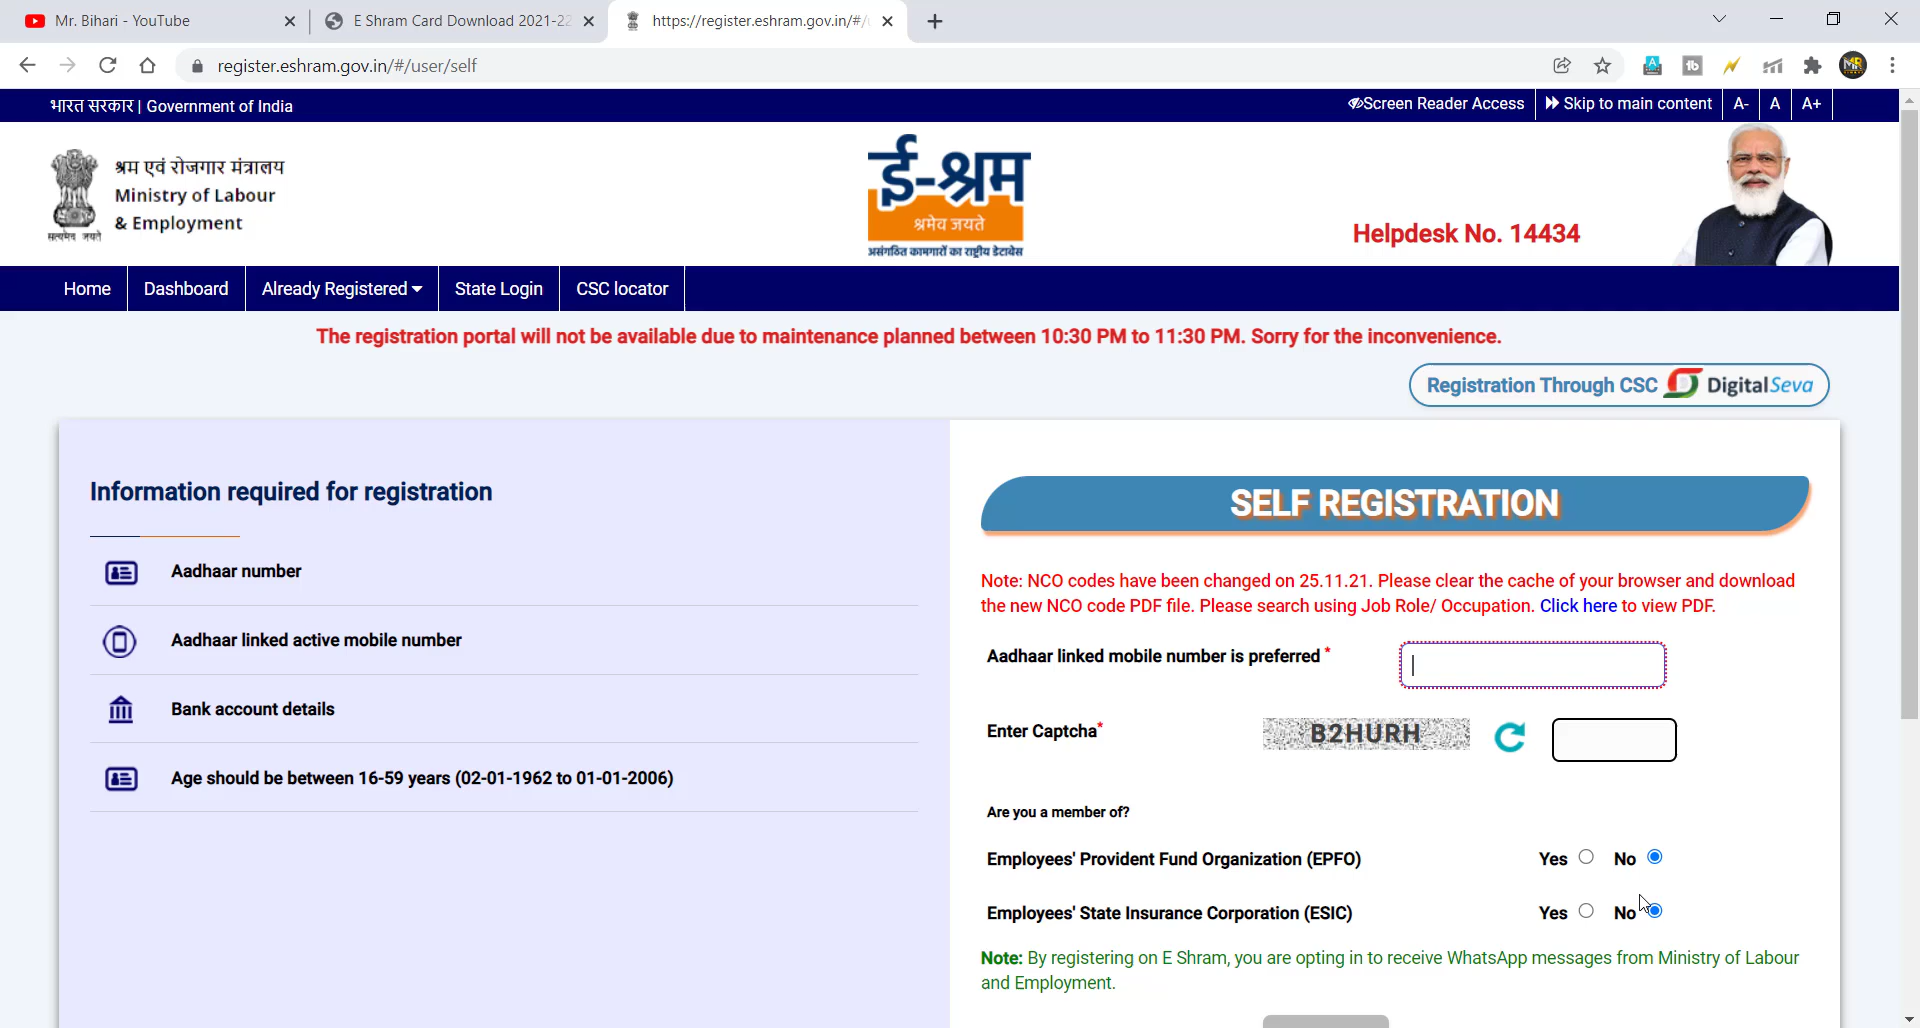 Mr. Bihari - YouTube
E Shram Card Download 2021-22
https://register.eshram.gov.in/#/u
register.eshram.gov.in/#/user/self
भारत सरकार | Government of India
Screen Reader Access
Skip to main content
A-
A
A+
श्रम एवं रोजगार मंत्रालय
Ministry of Labour
& Employment
सत्यमेव जयते
ई-श्रम
श्रमेव जयते
असंगठित कामगारों का राष्ट्रीय डेटाबेस
Helpdesk No. 14434
Home
Dashboard
Already Registered
State Login
CSC locator
The registration portal will not be available due to maintenance planned between 10:30 PM to 11:30 PM. Sorry for the inconvenience.
Registration Through CSC DigitalSeva
Information required for registration
Aadhaar number
Aadhaar linked active mobile number
Bank account details
Age should be between 16-59 years (02-01-1962 to 01-01-2006)
SELF REGISTRATION
Note: NCO codes have been changed on 25.11.21. Please clear the cache of your browser and download
the new NCO code PDF file. Please search using Job Role/ Occupation. Click here to view PDF.
Aadhaar linked mobile number is preferred *
Enter Captcha*
B2HURH
Are you a member of?
Employees' Provident Fund Organization (EPFO)
Yes
No
Employees' State Insurance Corporation (ESIC)
Yes
No
Note: By registering on E Shram, you are opting in to receive WhatsApp messages from Ministry of Labour
and Employment.